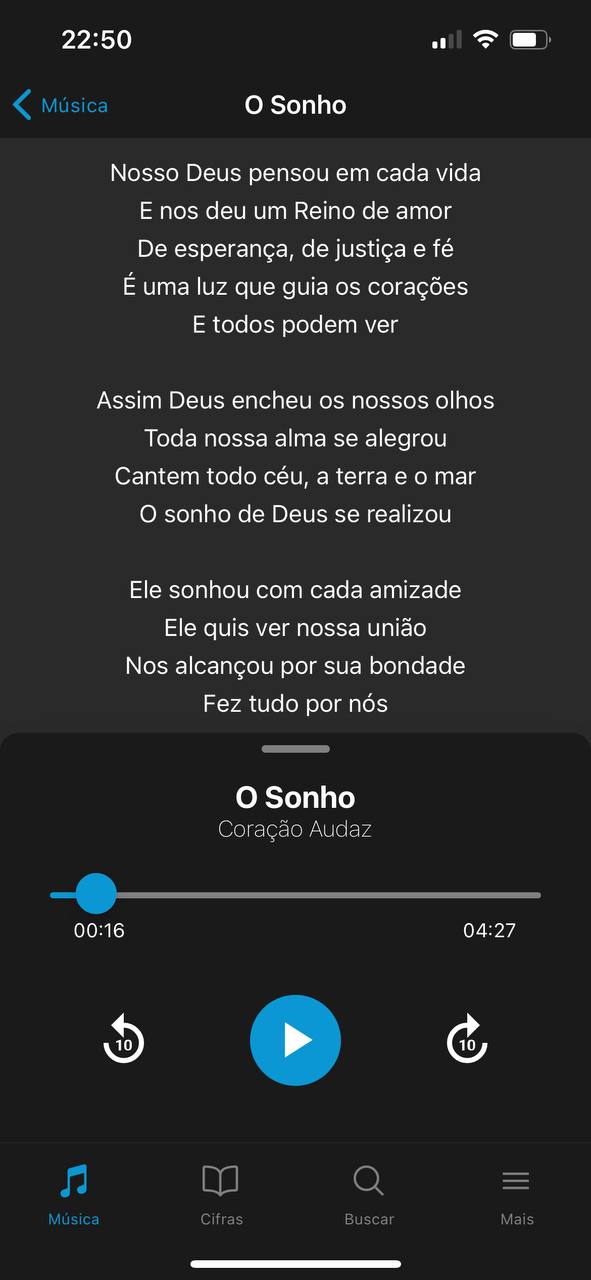 22:50
Música
O Sonho
Nosso Deus pensou em cada vida
E nos deu um Reino de amor
De esperança, de justiça e fé
É uma luz que guia os corações
E todos podem ver
Assim Deus encheu os nossos olhos
Toda nossa alma se alegrou
Cantem todo céu, a terra e o mar
O sonho de Deus se realizou
Ele sonhou com cada amizade
Ele quis ver nossa união
Nos alcançou por sua bondade
Fez tudo por nós
O Sonho
Coração Audaz
00:16 04:27
10 10
Música Cifras Buscar Mais